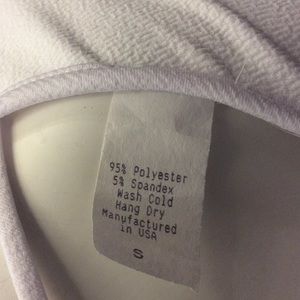 95% Polyester
5% Spandex
Wash Cold
Hang Dry
Manufactured
in USA
S